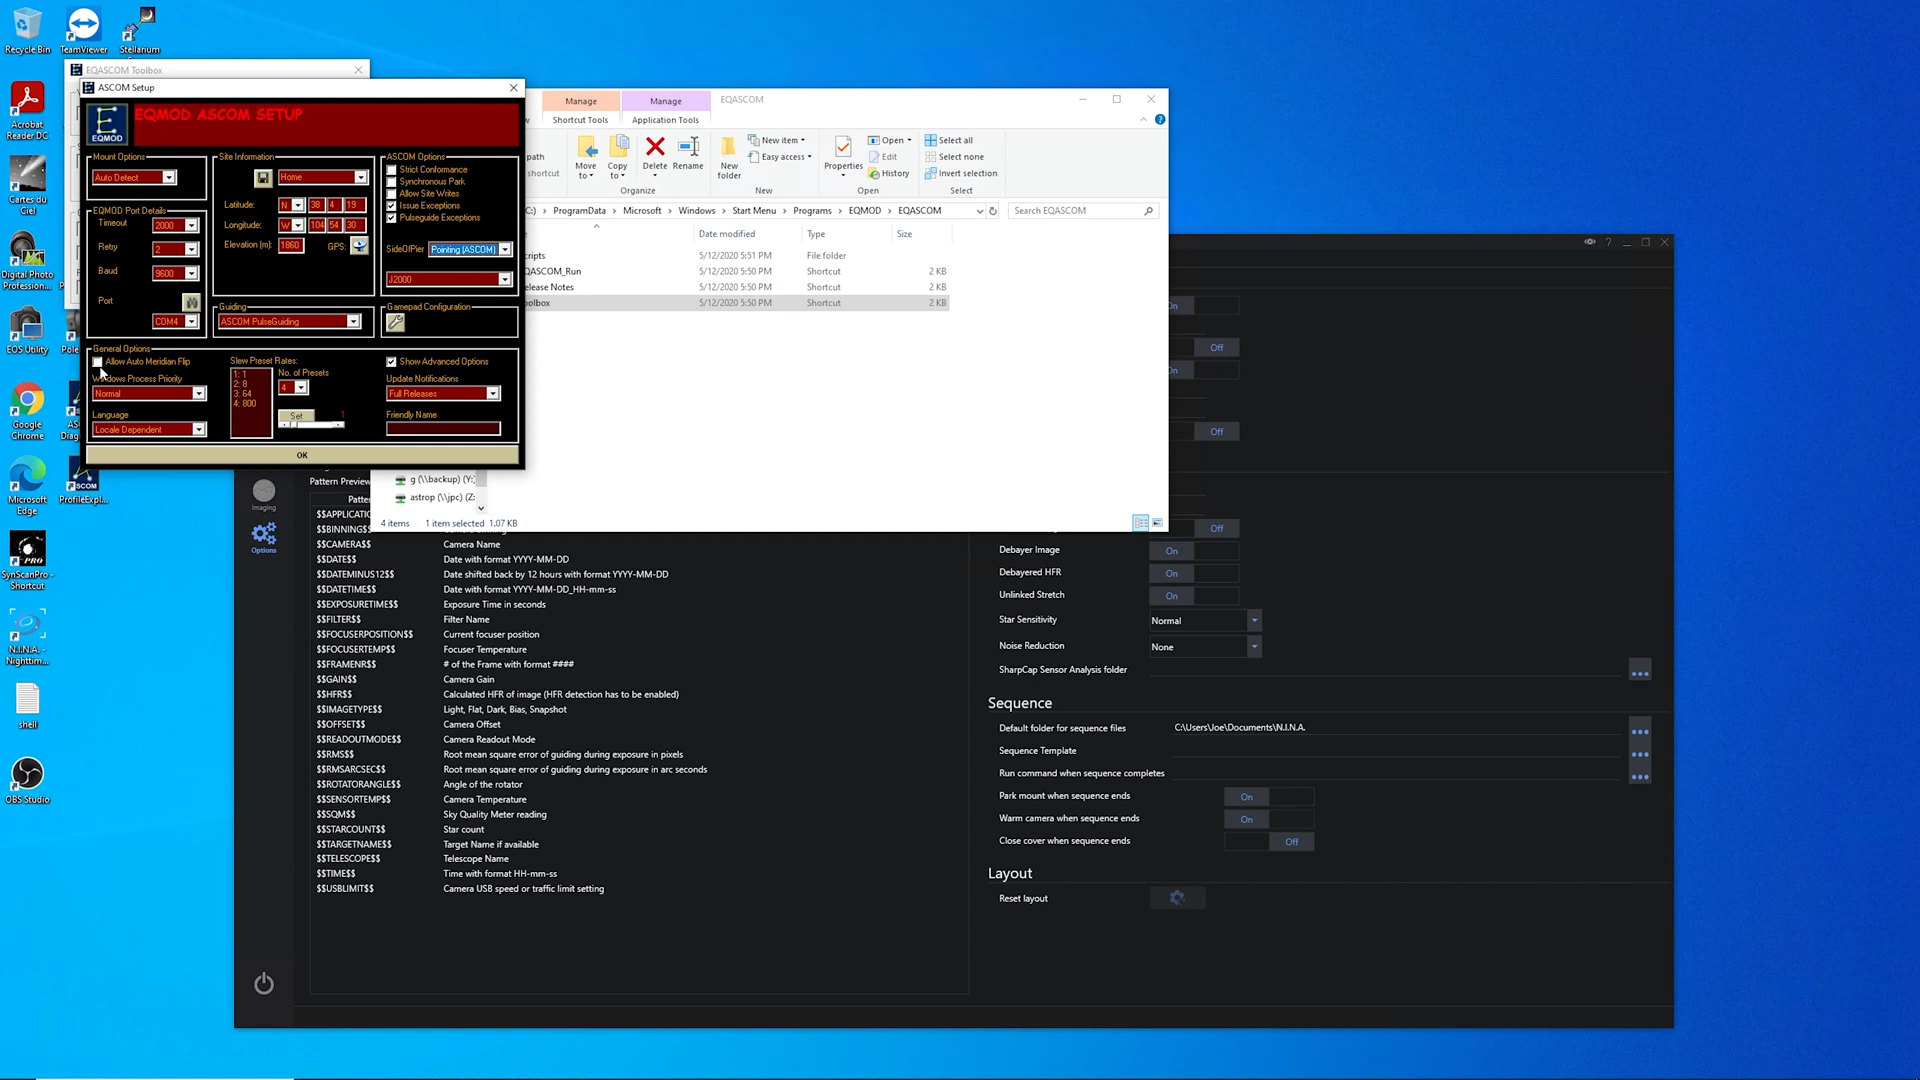 Recycle Bin
TeamViewer
Stellarium
Acrobat
Reader DC
Cartes du
Ciel
Digital Photo
Profession...
EOS Utility
Google
Chrome
Microsoft
Edge
ProfileExpl...
SynScanPro -
Shortcut
N.I.N.A. -
Nighttim...
shell
OBS Studio
EQASCOM Toolbox
ASCOM Setup
EQMOD
EQMOD ASCOM SETUP
Mount Options
Auto Detect
EQMOD Port Details
Timeout 2000
Retry 2
Baud 9600
Port
COM4
Site Information
Home
Latitude: N 38 4 19
Longitude: W 104 54 30
Elevation (m): 1860 GPS:
Guiding
ASCOM PulseGuiding
ASCOM Options
Strict Conformance
Synchronous Park
Allow Site Writes
Issue Exceptions
Pulseguide Exceptions
SideOfPier Pointing (ASCOM)
J2000
Gamepad Configuration
General Options
Allow Auto Meridian Flip
Windows Process Priority
Normal
Language
Locale Dependent
Slew Preset Rates:
1: 1
2: 8
3: 64
4: 800
No. of Presets
4
Set 1
Show Advanced Options
Update Notifications
Full Releases
Friendly Name
OK
Manage
Manage
EQASCOM
Shortcut Tools
Application Tools
path
shortcut
Move
to
Copy
to
Delete
Rename
Organize
New
folder
New item
Easy access
New
Properties
Open
Edit
History
Open
Select all
Select none
Invert selection
Select
ProgramData
Microsoft
Windows
Start Menu
Programs
EQMOD
EQASCOM
Search EQASCOM
Date modified Type Size
cripts 5/12/2020 5:51 PM File folder
QASCOM_Run 5/12/2020 5:50 PM Shortcut 2 KB
elease Notes 5/12/2020 5:50 PM Shortcut 2 KB
oolbox 5/12/2020 5:50 PM Shortcut 2 KB
g (\\backup) (Y:)
astrop (\\jpc) (Z:
4 items 1 item selected 1.07 KB
Imaging
Options
Pattern Preview
Patte
$$APPLICATIO
$$BINNING$$
$$CAMERA$$ Camera Name
$$DATE$$ Date with format YYYY-MM-DD
$$DATEMINUS12$$ Date shifted back by 12 hours with format YYYY-MM-DD
$$DATETIME$$ Date with format YYYY-MM-DD_HH-mm-ss
$$EXPOSURETIME$$ Exposure Time in seconds
$$FILTER$$ Filter Name
$$FOCUSERPOSITION$$ Current focuser position
$$FOCUSERTEMP$$ Focuser Temperature
$$FRAMENR$$ # of the Frame with format ####
$$GAIN$$ Camera Gain
$$HFR$$ Calculated HFR of image (HFR detection has to be enabled)
$$IMAGETYPE$$ Light, Flat, Dark, Bias, Snapshot
$$OFFSET$$ Camera Offset
$$READOUTMODE$$ Camera Readout Mode
$$RMS$$ Root mean square error of guiding during exposure in pixels
$$RMSARCSEC$$ Root mean square error of guiding during exposure in arc seconds
$$ROTATORANGLE$$ Angle of the rotator
$$SENSORTEMP$$ Camera Temperature
$$SQM$$ Sky Quality Meter reading
$$STARCOUNT$$ Star count
$$TARGETNAME$$ Target Name if available
$$TELESCOPE$$ Telescope Name
$$TIME$$ Time with format HH-mm-ss
$$USBLIMIT$$ Camera USB speed or traffic limit setting
On
Off
On
Off
Off
Debayer Image On
Debayered HFR On
Unlinked Stretch On
Star Sensitivity Normal
Noise Reduction None
SharpCap Sensor Analysis folder
Sequence
Default folder for sequence files C:\Users\Joe\Documents\N.I.N.A.
Sequence Template
Run command when sequence completes
Park mount when sequence ends On
Warm camera when sequence ends On
Close cover when sequence ends Off
Layout
Reset layout